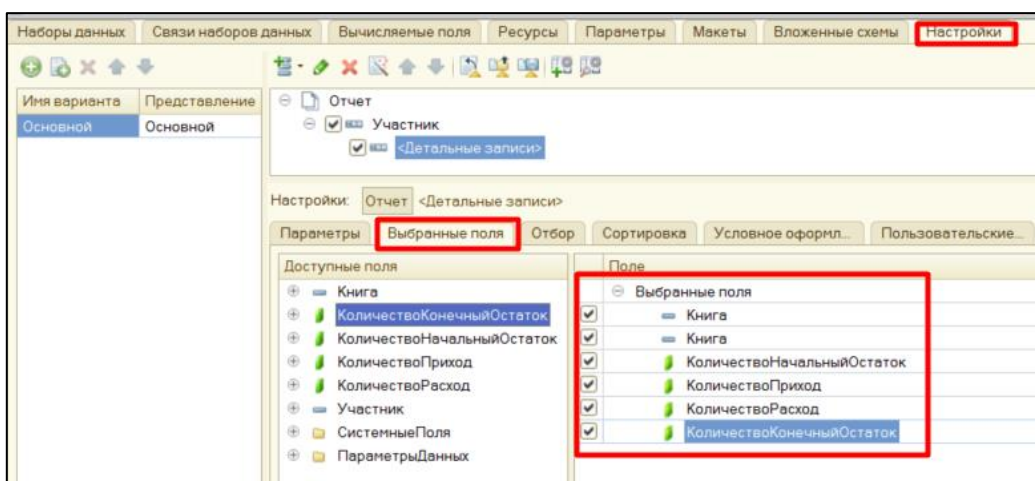 Наборы данных Связи наборов данных Вычисляемые поля Ресурсы Параметры Макеты Вложенные схемы Настройки
Имя варианта Представление
Основной Основной
Отчет
Участник
<Детальные записи>
Настройки: Отчет <Детальные записи>
Параметры Выбранные поля Отбор Сортировка Условное оформл... Пользовательские...
Доступные поля Поле
Книга Выбранные поля
КоличествоКонечныйОстаток Книга
КоличествоНачальныйОстаток Книга
КоличествоПриход КоличествоНачальныйОстаток
КоличествоРасход КоличествоПриход
Участник КоличествоРасход
СистемныеПоля КоличествоКонечныйОстаток
ПараметрыДанных